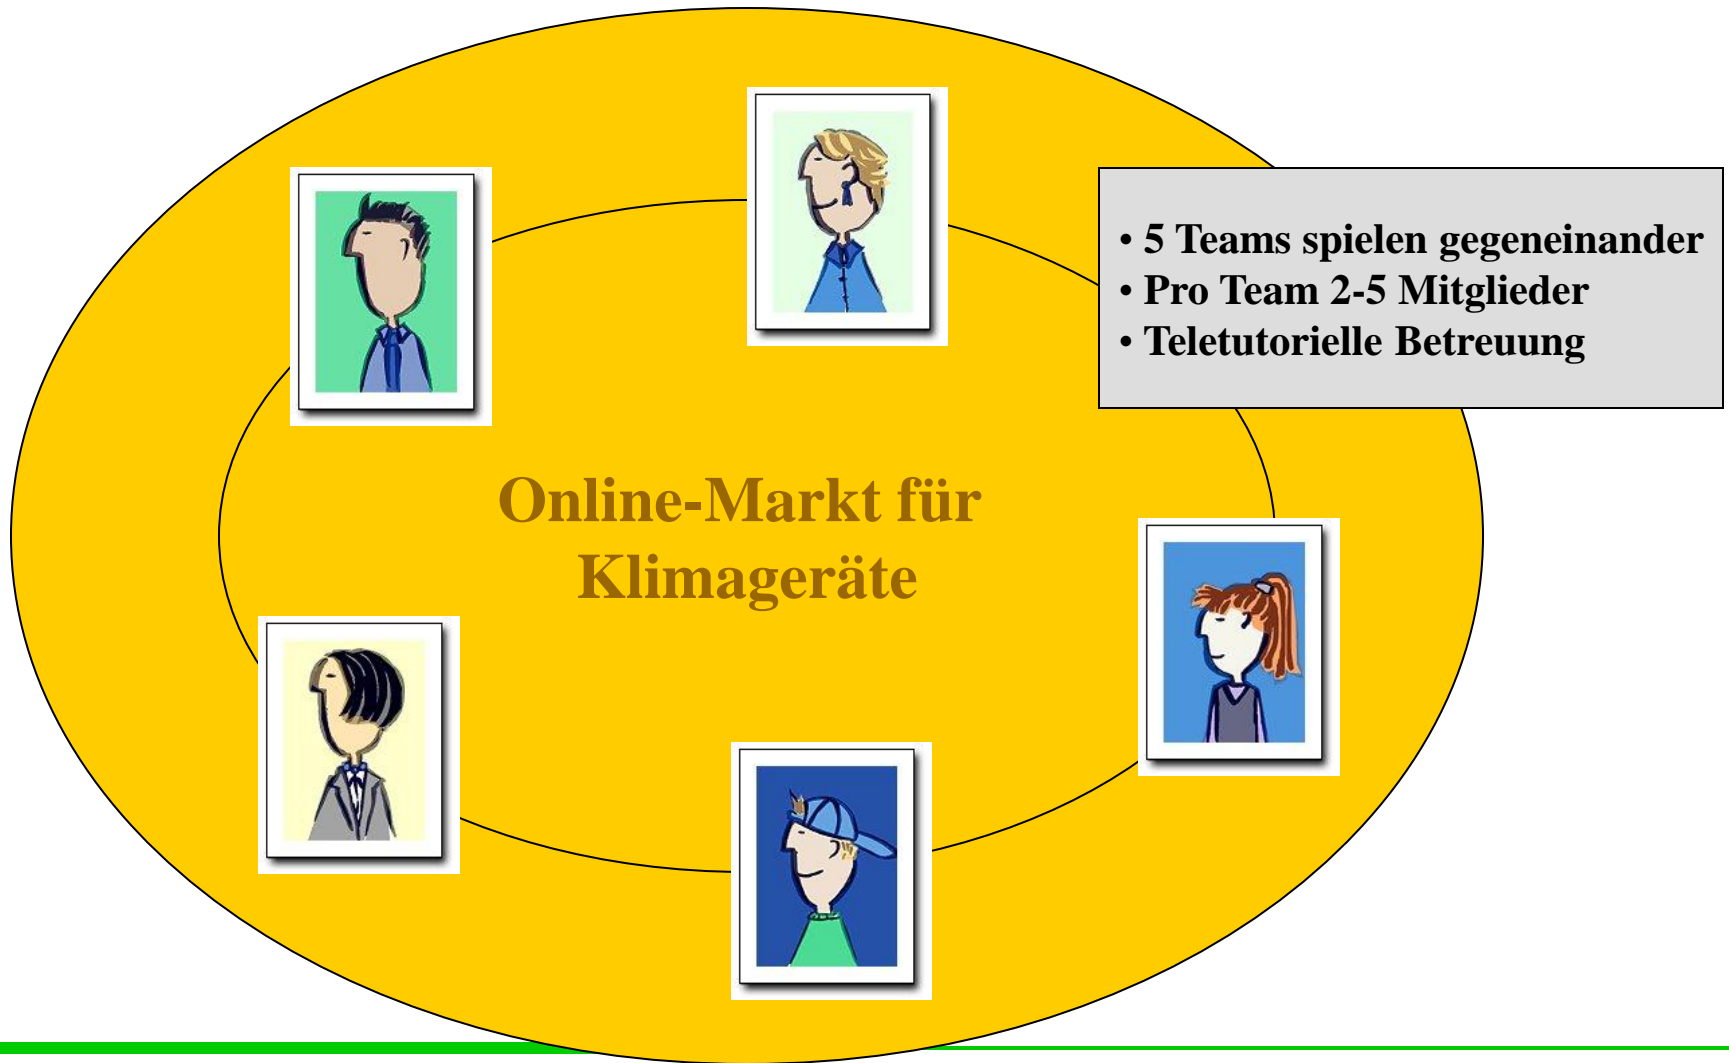 • 5 Teams spielen gegeneinander
• Pro Team 2-5 Mitglieder
• Teletutorielle Betreuung
Online-Markt für
Klimageräte